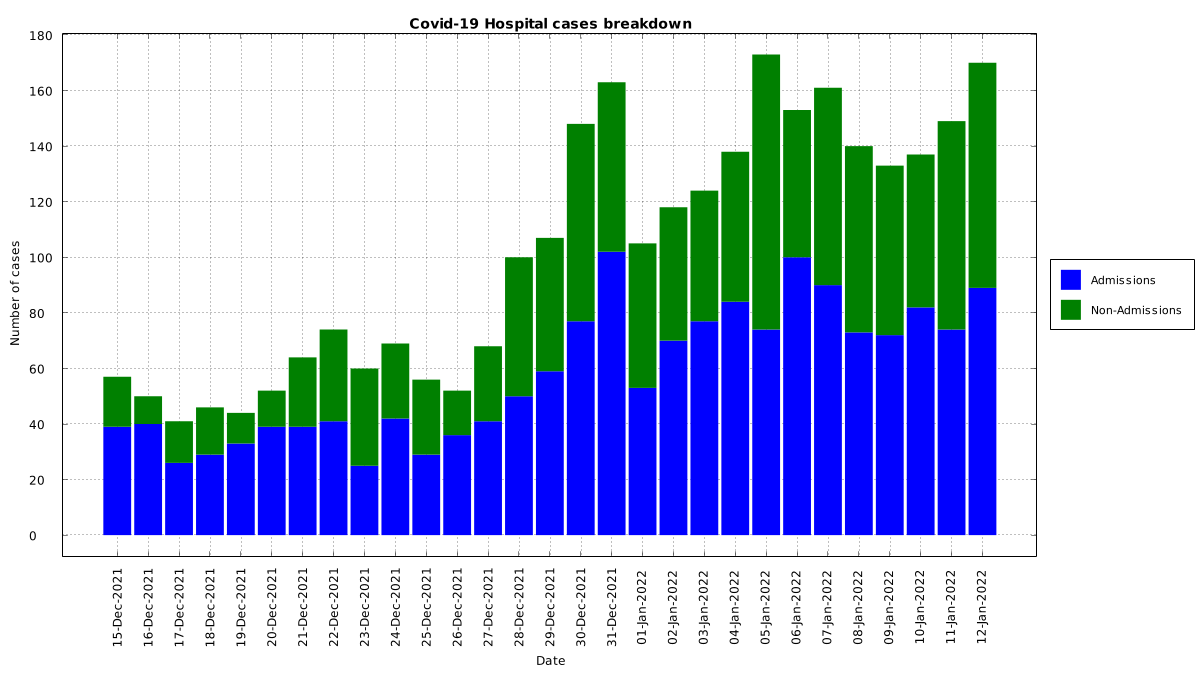 Covid-19 Hospital cases breakdown
180
160
140
120
100
80
60
40
20
0
Number of cases
Admissions
Non-Admissions
15-Dec-2021
16-Dec-2021
17-Dec-2021
18-Dec-2021
19-Dec-2021
20-Dec-2021
21-Dec-2021
22-Dec-2021
23-Dec-2021
24-Dec-2021
25-Dec-2021
26-Dec-2021
27-Dec-2021
28-Dec-2021
29-Dec-2021
30-Dec-2021
31-Dec-2021
01-Jan-2022
02-Jan-2022
03-Jan-2022
04-Jan-2022
05-Jan-2022
06-Jan-2022
07-Jan-2022
08-Jan-2022
09-Jan-2022
10-Jan-2022
11-Jan-2022
12-Jan-2022
Date